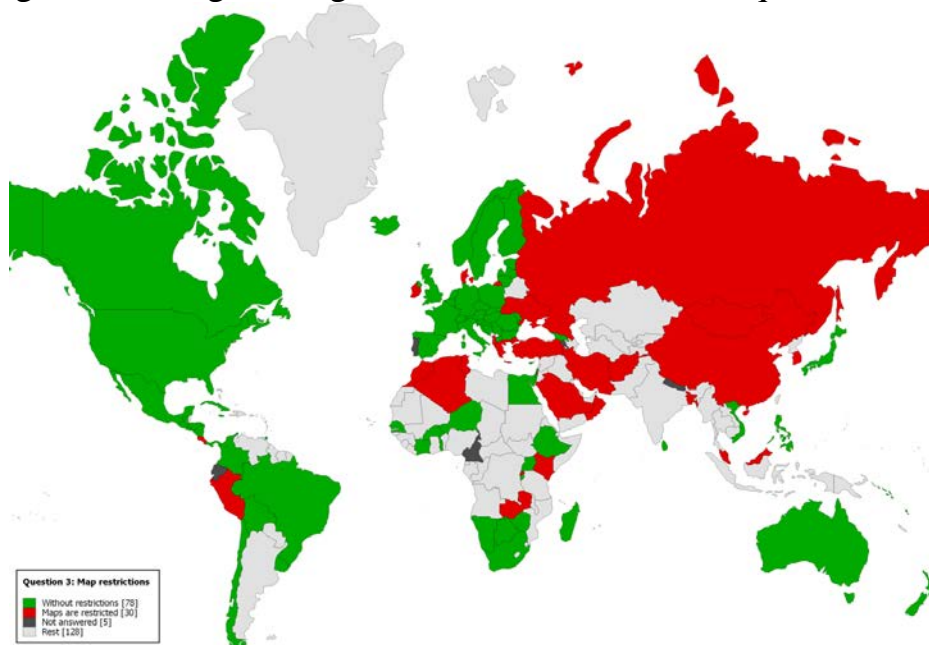 Question 3: Map restrictions
Without restrictions [78]
Maps are restricted [30]
Not answered [5]
Rest [128]